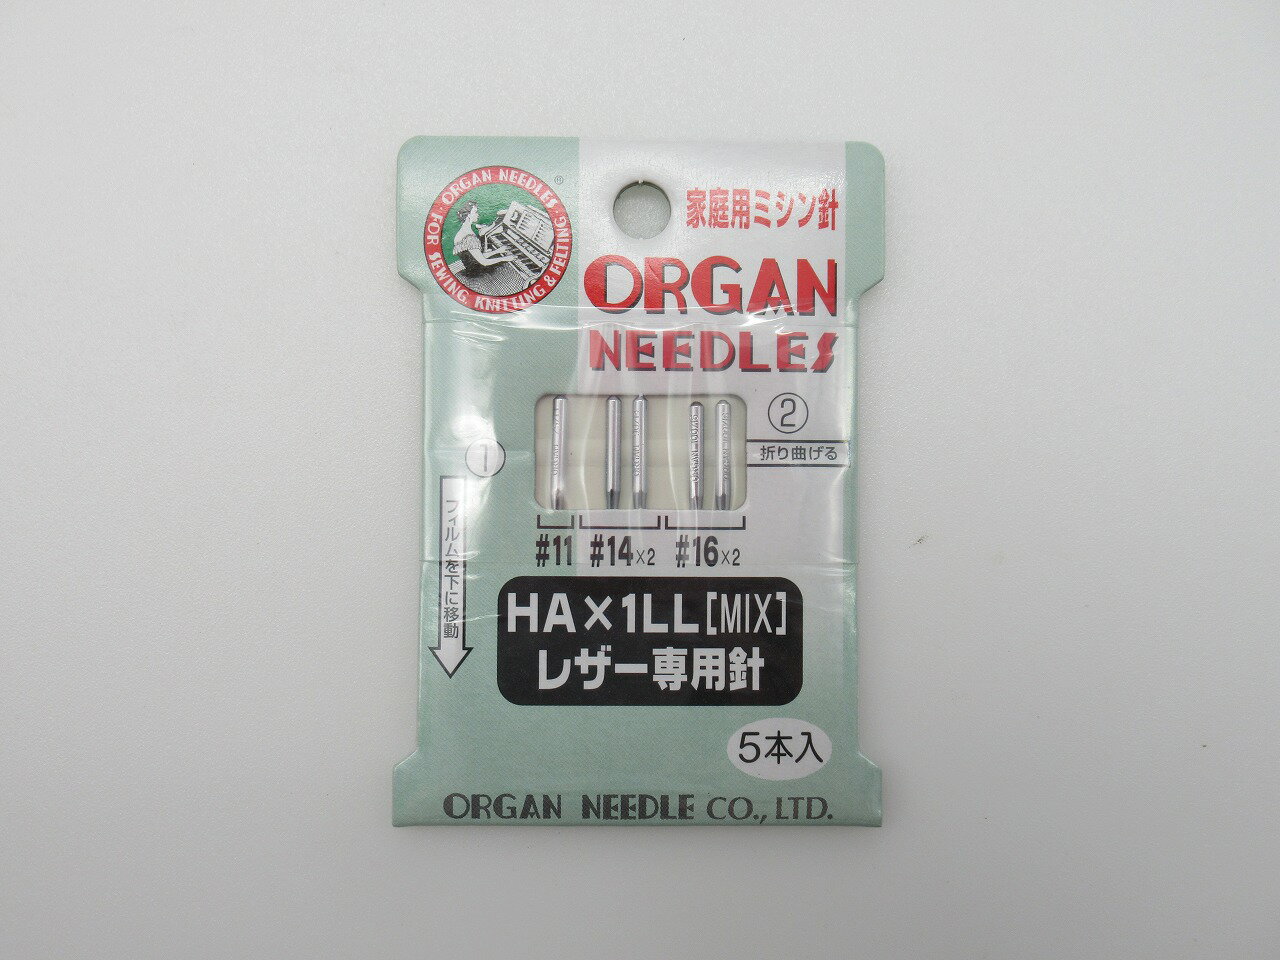 ORGAN NEEDLES ®
FOR SEWING, KNITTING & FELTING
家庭用ミシン針
ORGAN
NEEDLES
①
フィルムを下に移動
②
折り曲げる
#11 #14×2 #16×2
HA×1LL[MIX]
レザー専用針
5本入
ORGAN NEEDLE CO., LTD.